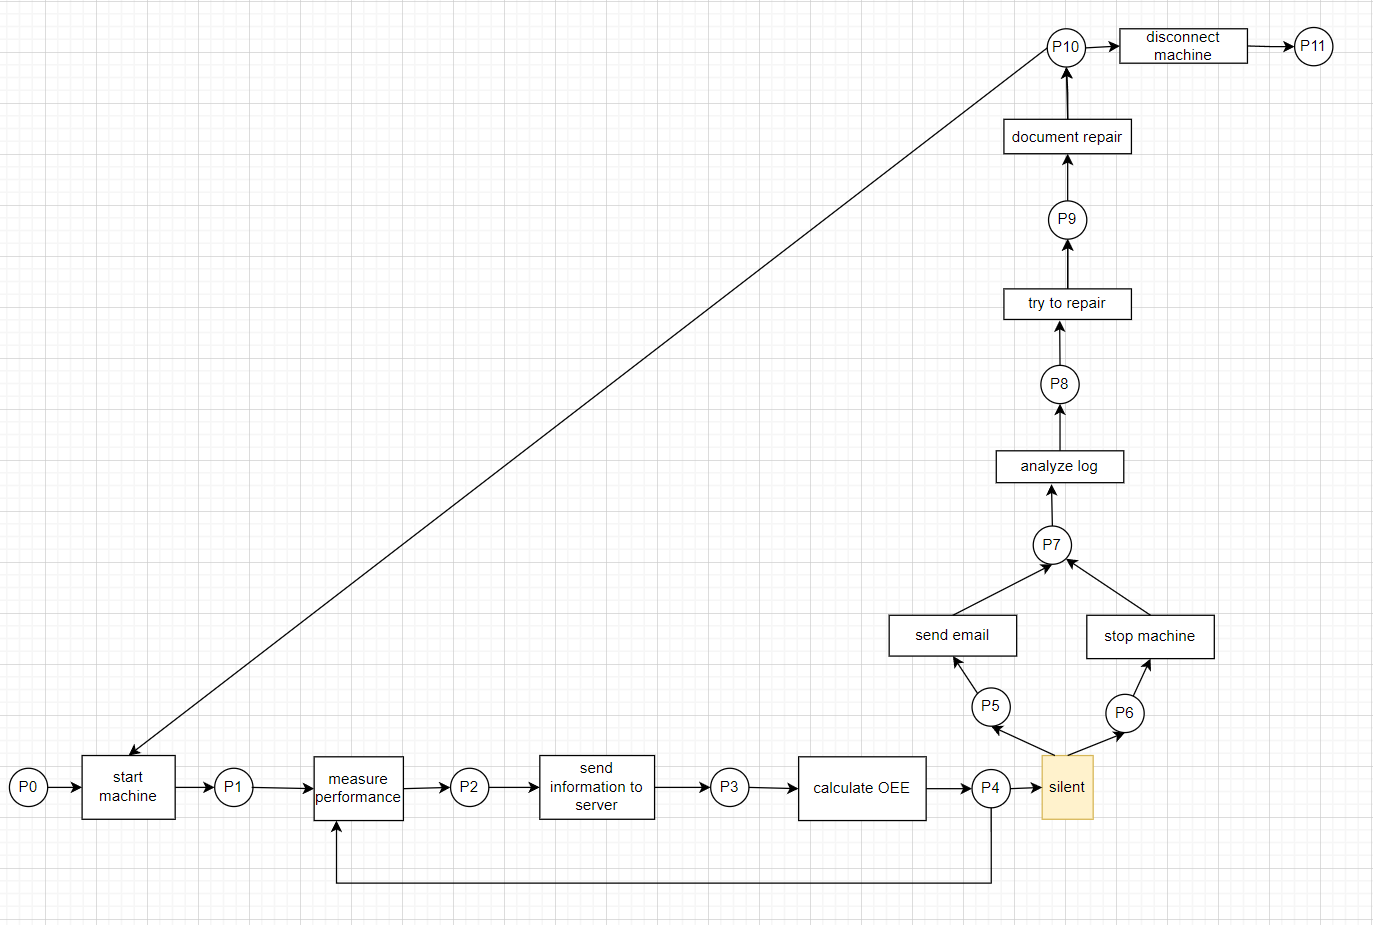 P10
disconnect
machine
P11
document repair
P9
try to repair
P8
analyze log
P7
send email
stop machine
P5
P6
P0
start
machine
P1
measure
performance
P2
send
information to
server
P3
calculate OEE
P4
silent